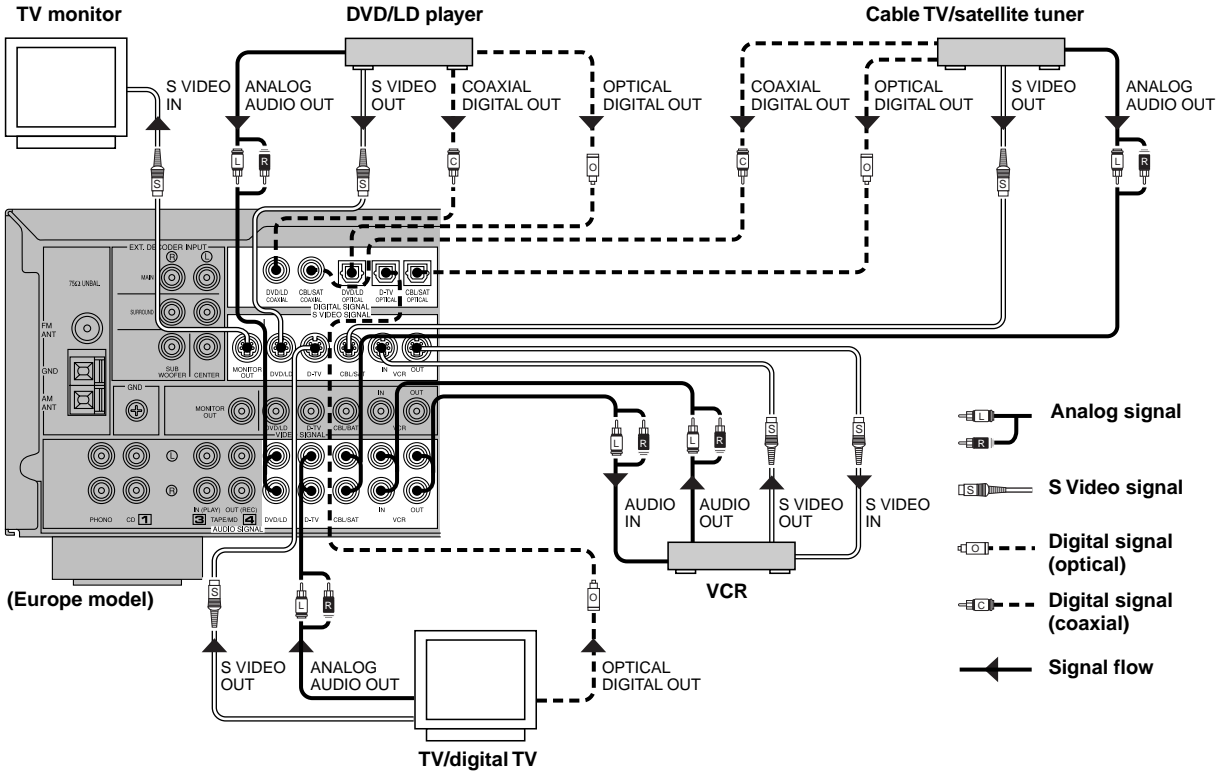 TV monitor
DVD/LD player
Cable TV/satellite tuner
S VIDEO
IN
ANALOG
AUDIO OUT
S VIDEO
OUT
COAXIAL
DIGITAL OUT
OPTICAL
DIGITAL OUT
COAXIAL
DIGITAL OUT
OPTICAL
DIGITAL OUT
S VIDEO
OUT
ANALOG
AUDIO OUT
L
R
C
O
C
O
L
R
S
S
S
EXT. DECODER INPUT
R
L
MAIN
75Ω UNBAL.
SURROUND
FM
ANT
SUB
WOOFER
CENTER
GND
AM
ANT
GND
DVD/LD
COAXIAL
CBL/SAT
COAXIAL
DVD/LD
OPTICAL
D-TV
OPTICAL
CBL/SAT
OPTICAL
DIGITAL SIGNAL
S VIDEO SIGNAL
MONITOR
OUT
DVD/LD
D-TV
CBL/SAT
IN
VCR
OUT
MONITOR
OUT
IN
OUT
DVD/LD
D-TV
CBL/SAT
VCR
VIDEO SIGNAL
L
R
PHONO
CD
1
IN (PLAY)
OUT (REC)
3
TAPE/MD
4
AUDIO SIGNAL
DVD/LD
D-TV
CBL/SAT
IN
VCR
OUT
L
R
L
R
S
S
AUDIO
IN
AUDIO
OUT
S VIDEO
OUT
S VIDEO
IN
VCR
L
R
Analog signal
S
S Video signal
O
Digital signal
(optical)
C
Digital signal
(coaxial)
Signal flow
(Europe model)
S
L
R
O
S VIDEO
OUT
ANALOG
AUDIO OUT
OPTICAL
DIGITAL OUT
TV/digital TV